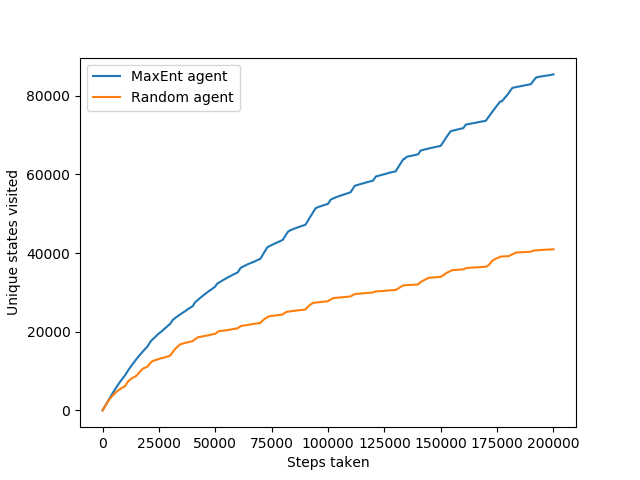 MaxEnt agent
Random agent
80000
60000
40000
20000
0
Unique states visited
0 25000 50000 75000 100000 125000 150000 175000 200000
Steps taken